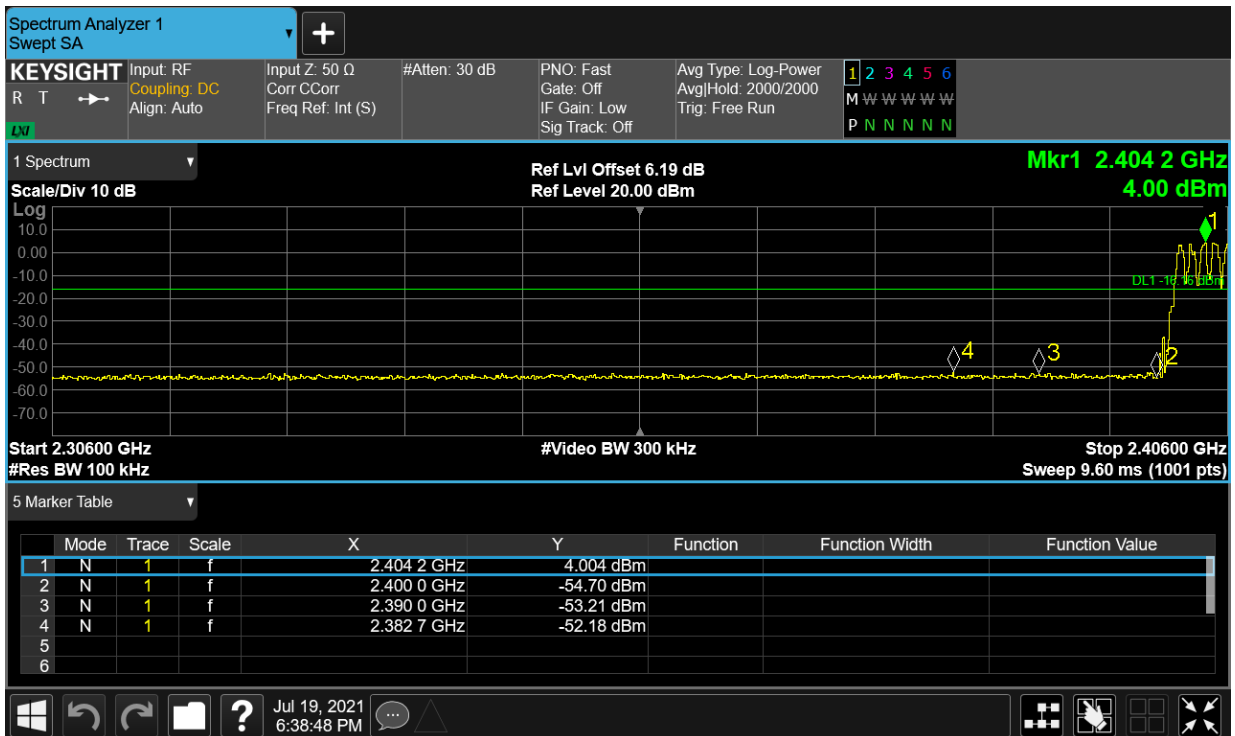 Spectrum Analyzer 1
Swept SA
KEYSIGHT
R T
LXI
Input: RF
Coupling: DC
Align: Auto
Input Z: 50 Ω
Corr CCorr
Freq Ref: Int (S)
#Atten: 30 dB
PNO: Fast
Gate: Off
IF Gain: Low
Sig Track: Off
Avg Type: Log-Power
Avg|Hold: 2000/2000
Trig: Free Run
1 2 3 4 5 6
M W W W W W
P N N N N N
1 Spectrum
Scale/Div 10 dB
Ref Lvl Offset 6.19 dB
Ref Level 20.00 dBm
Mkr1 2.404 2 GHz
4.00 dBm
Log
10.0
0.00
-10.0
-20.0
-30.0
-40.0
-50.0
-60.0
-70.0
1
DL1 -16.16 dBm
4
3
2
Start 2.30600 GHz
#Res BW 100 kHz
#Video BW 300 kHz
Stop 2.40600 GHz
Sweep 9.60 ms (1001 pts)
5 Marker Table
Mode Trace Scale X Y Function Function Width Function Value
1 N 1 f 2.404 2 GHz 4.004 dBm
2 N 1 f 2.400 0 GHz -54.70 dBm
3 N 1 f 2.390 0 GHz -53.21 dBm
4 N 1 f 2.382 7 GHz -52.18 dBm
5
6
?
Jul 19, 2021
6:38:48 PM